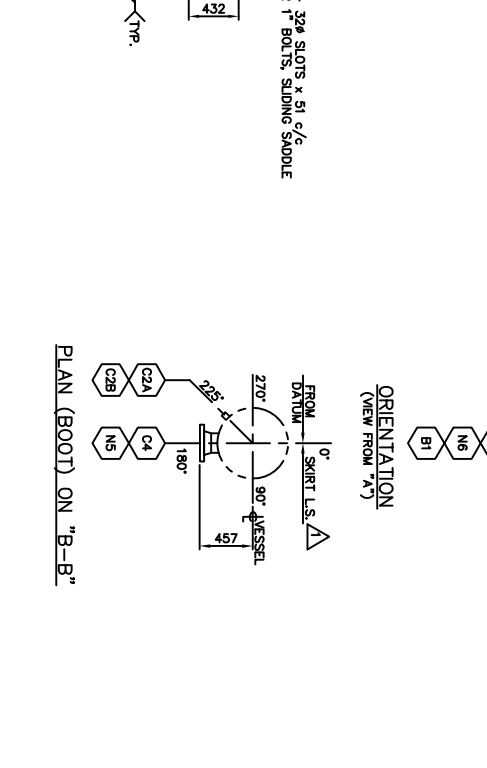 432
TYP.
32ø SLOTS x 51 c/c
1" BOLTS, SLIDING SADDLE
N6
B1
ORIENTATION
(VIEW FROM "A")
0°
FROM
DATUM
SKIRT L.S.
1
270°
90°
℄ VESSEL
225°
457
180°
C2A
C2B
C4
N5
PLAN (BOOT) ON "B-B"